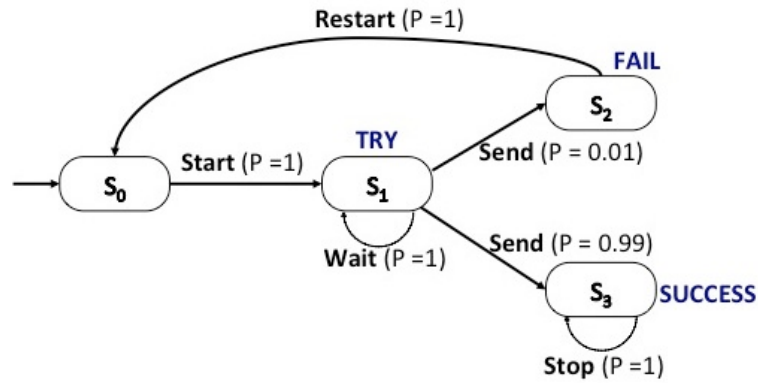 Restart (P =1)
FAIL
S2
TRY
Send (P = 0.01)
Start (P =1)
S0
S1
Send (P = 0.99)
Wait (P =1)
S3
SUCCESS
Stop (P =1)